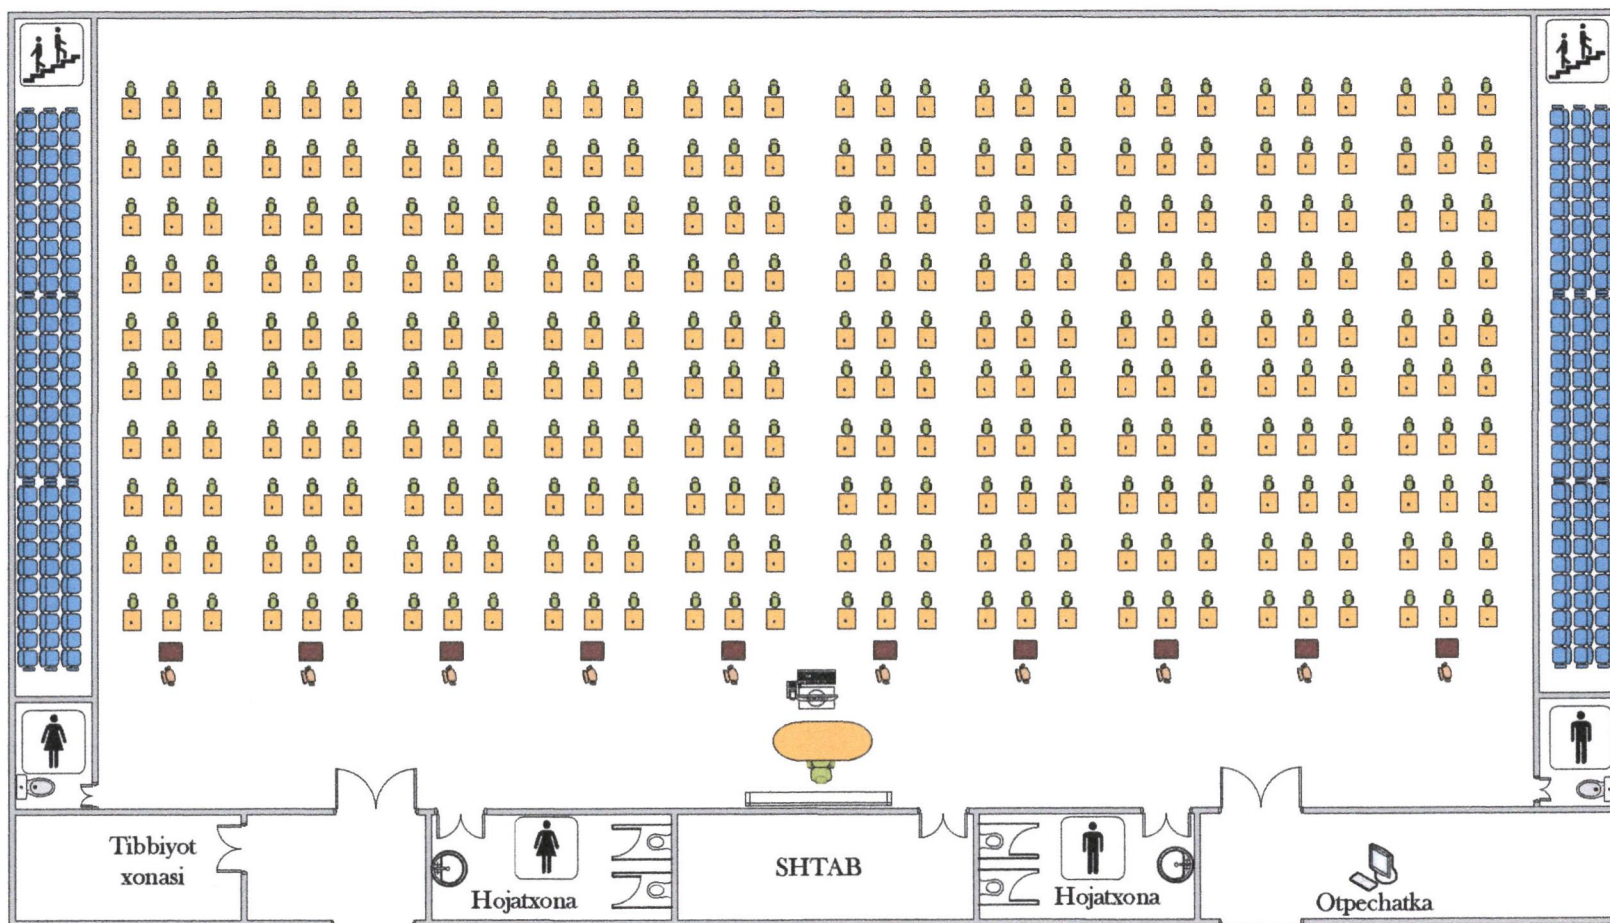 Tibbiyot
xonasi
Hojatxona
SHTAB
Hojatxona
Otpechatka